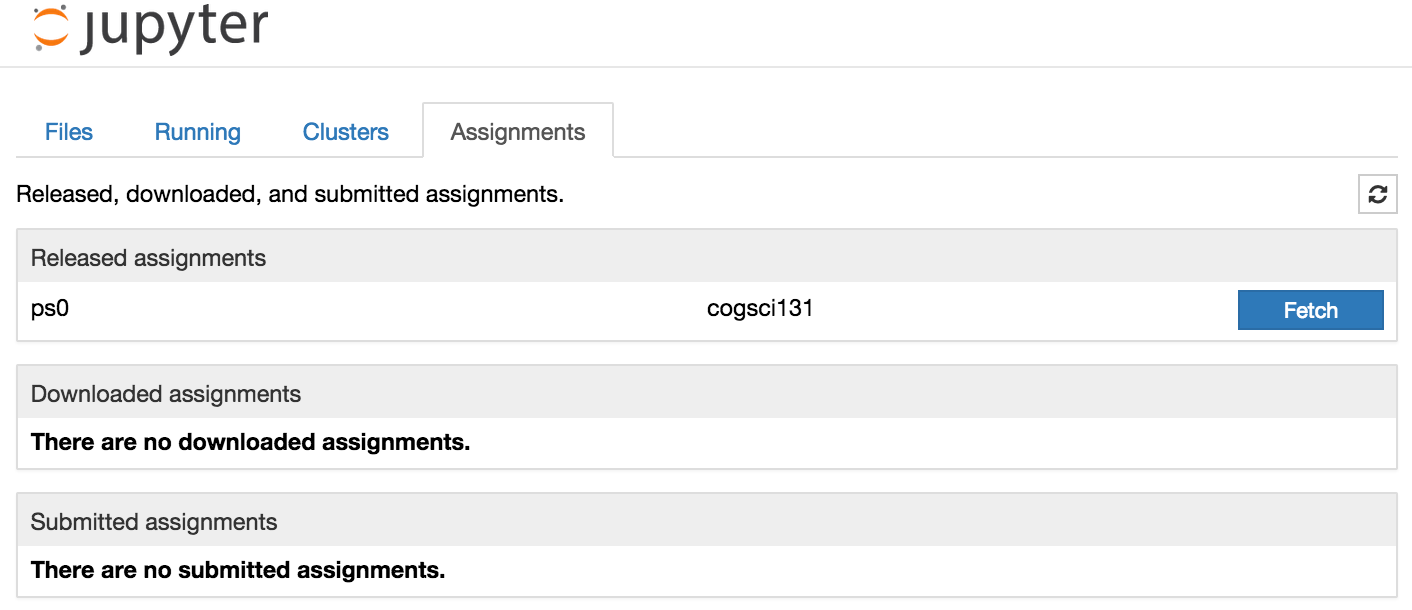 jupyter
Files Running Clusters Assignments
Released, downloaded, and submitted assignments.
Released assignments
ps0 cogsci131 Fetch
Downloaded assignments
There are no downloaded assignments.
Submitted assignments
There are no submitted assignments.